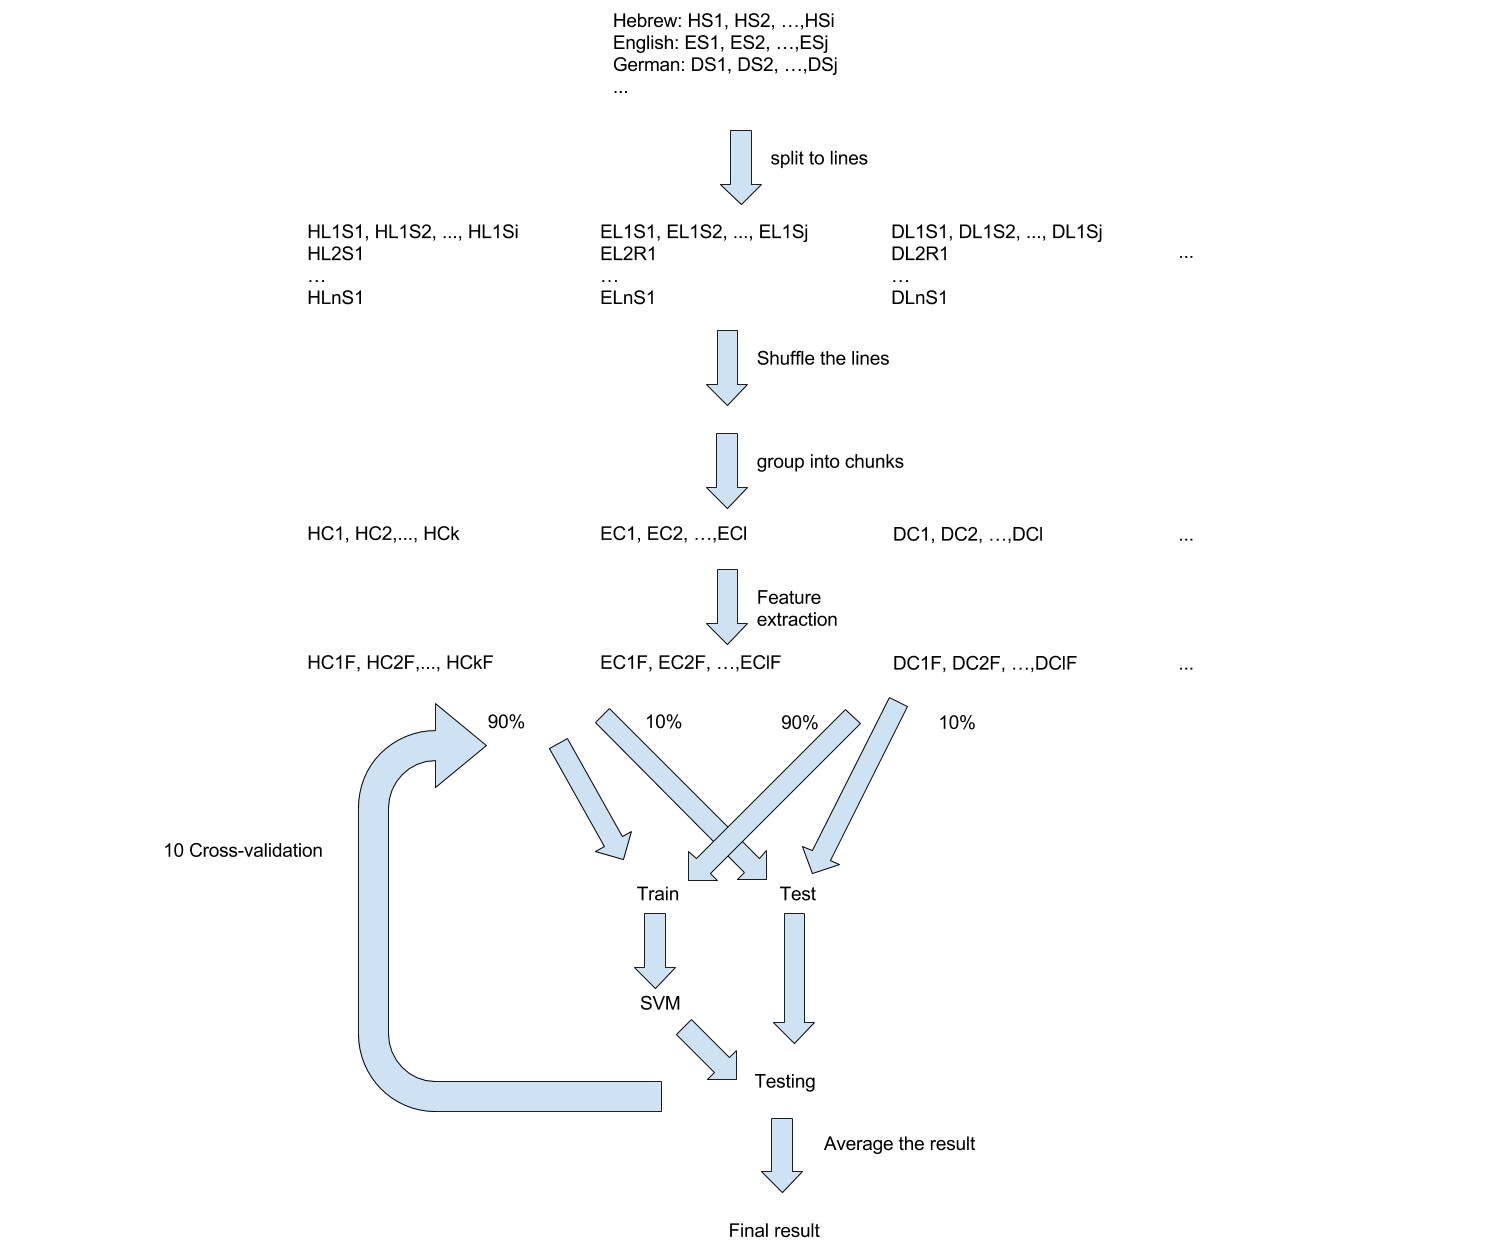 Hebrew: HS1, HS2, …,HSi
English: ES1, ES2, …,ESj
German: DS1, DS2, …,DSj
...
split to lines
HL1S1, HL1S2, ..., HL1Si
HL2S1
…
HLnS1
EL1S1, EL1S2, ..., EL1Sj
EL2R1
…
ELnS1
DL1S1, DL1S2, ..., DL1Sj
DL2R1
…
DLnS1
...
Shuffle the lines
group into chunks
HC1, HC2,..., HCk
EC1, EC2, …,ECl
DC1, DC2, …,DCl
...
Feature
extraction
HC1F, HC2F,..., HCkF
EC1F, EC2F, …,EClF
DC1F, DC2F, …,DClF
...
90%
10%
90%
10%
10 Cross-validation
Train
Test
SVM
Testing
Average the result
Final result